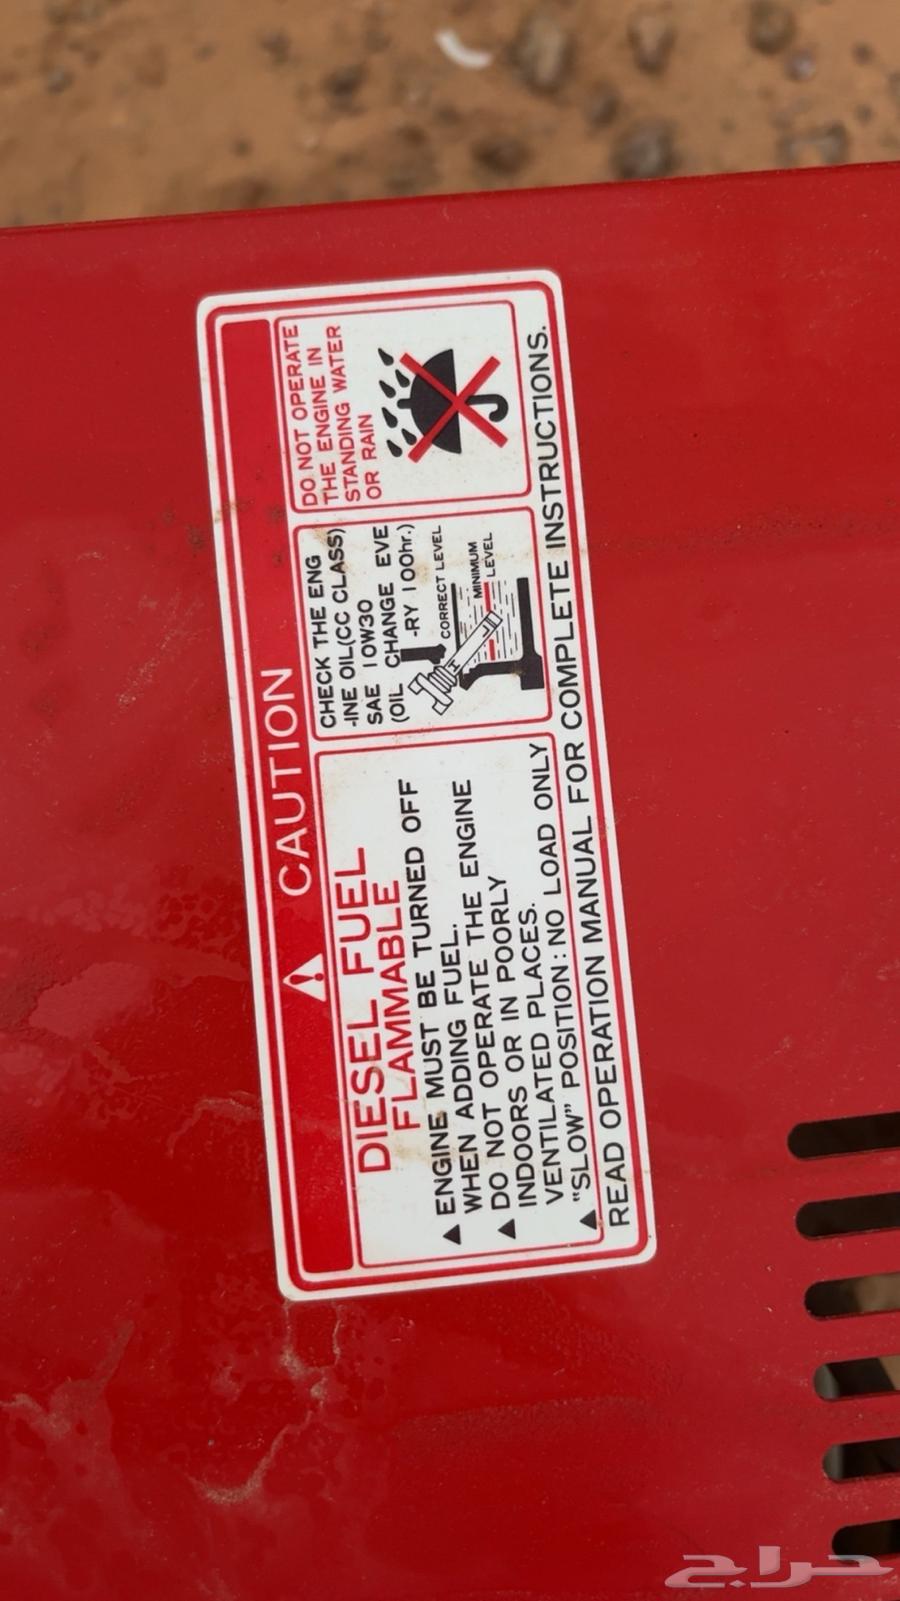 CAUTION
DIESEL FUEL
FLAMMABLE
▲ ENGINE MUST BE TURNED OFF
WHEN ADDING FUEL.
▲ DO NOT OPERATE THE ENGINE
INDOORS OR IN POORLY
VENTILATED PLACES.
▲ "SLOW" POSITION: NO LOAD ONLY
CHECK THE ENG
-INE OIL(CC CLASS)
SAE 10W30
(OIL CHANGE EVE
-RY 100hr.)
CORRECT LEVEL
MINIMUM
LEVEL
DO NOT OPERATE
THE ENGINE IN
STANDING WATER
OR RAIN
READ OPERATION MANUAL FOR COMPLETE INSTRUCTIONS.
حراج